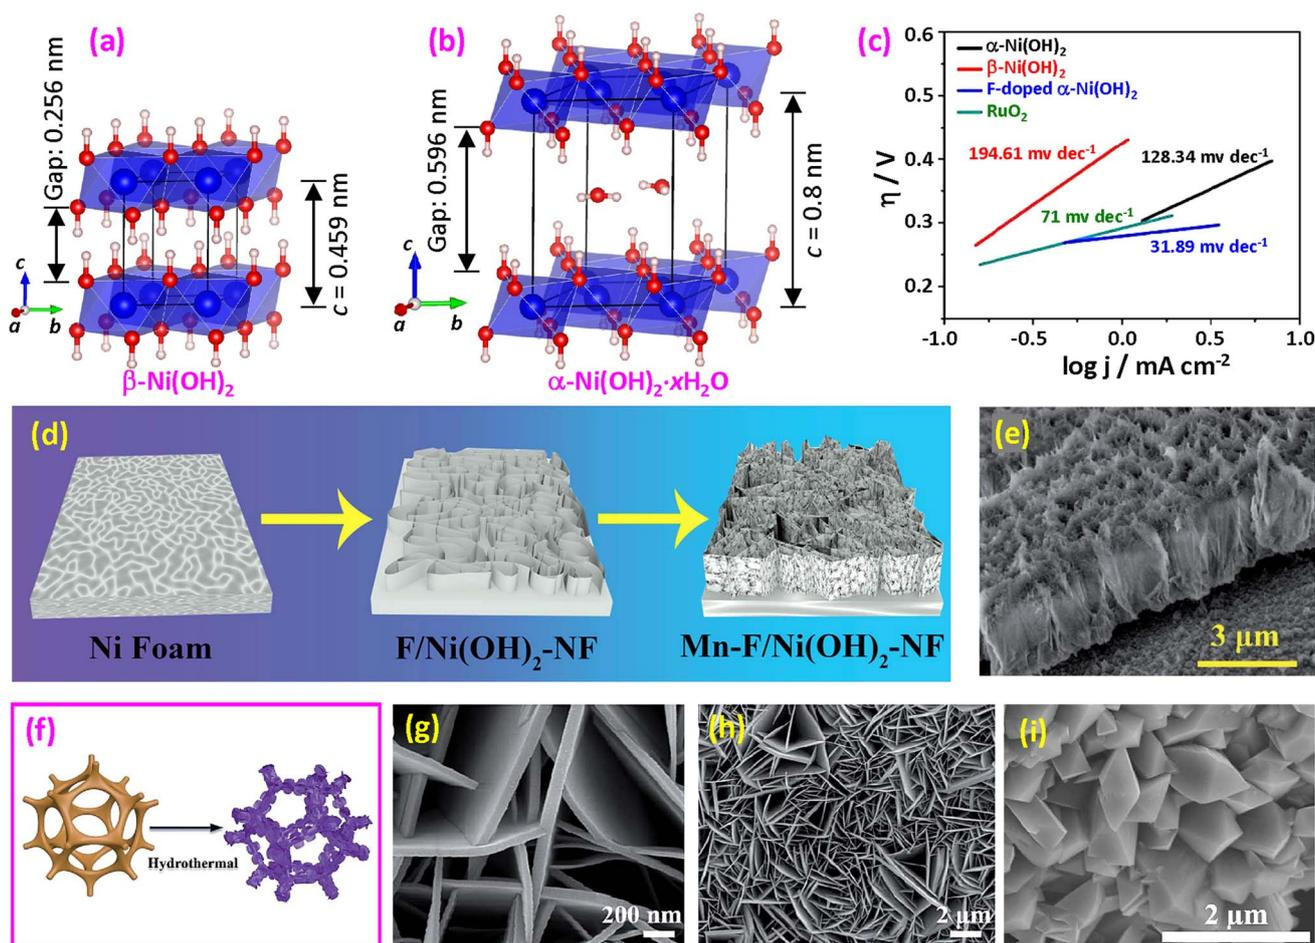 (a)
Gap: 0.256 nm
c = 0.459 nm
c
a
b
β-Ni(OH)₂
(b)
Gap: 0.596 nm
c = 0.8 nm
c
a
b
α-Ni(OH)₂·xH₂O
(c)
η / V
0.6
0.5
0.4
0.3
0.2
α-Ni(OH)₂
β-Ni(OH)₂
F-doped α-Ni(OH)₂
RuO₂
194.61 mv dec⁻¹
128.34 mv dec⁻¹
71 mv dec⁻¹
31.89 mv dec⁻¹
-1.0
-0.5
0.0
0.5
1.0
log j / mA cm⁻²
(d)
Ni Foam
F/Ni(OH)₂-NF
Mn-F/Ni(OH)₂-NF
(e)
3 µm
(f)
Hydrothermal
(g)
200 nm
(h)
2 µm
(i)
2 µm